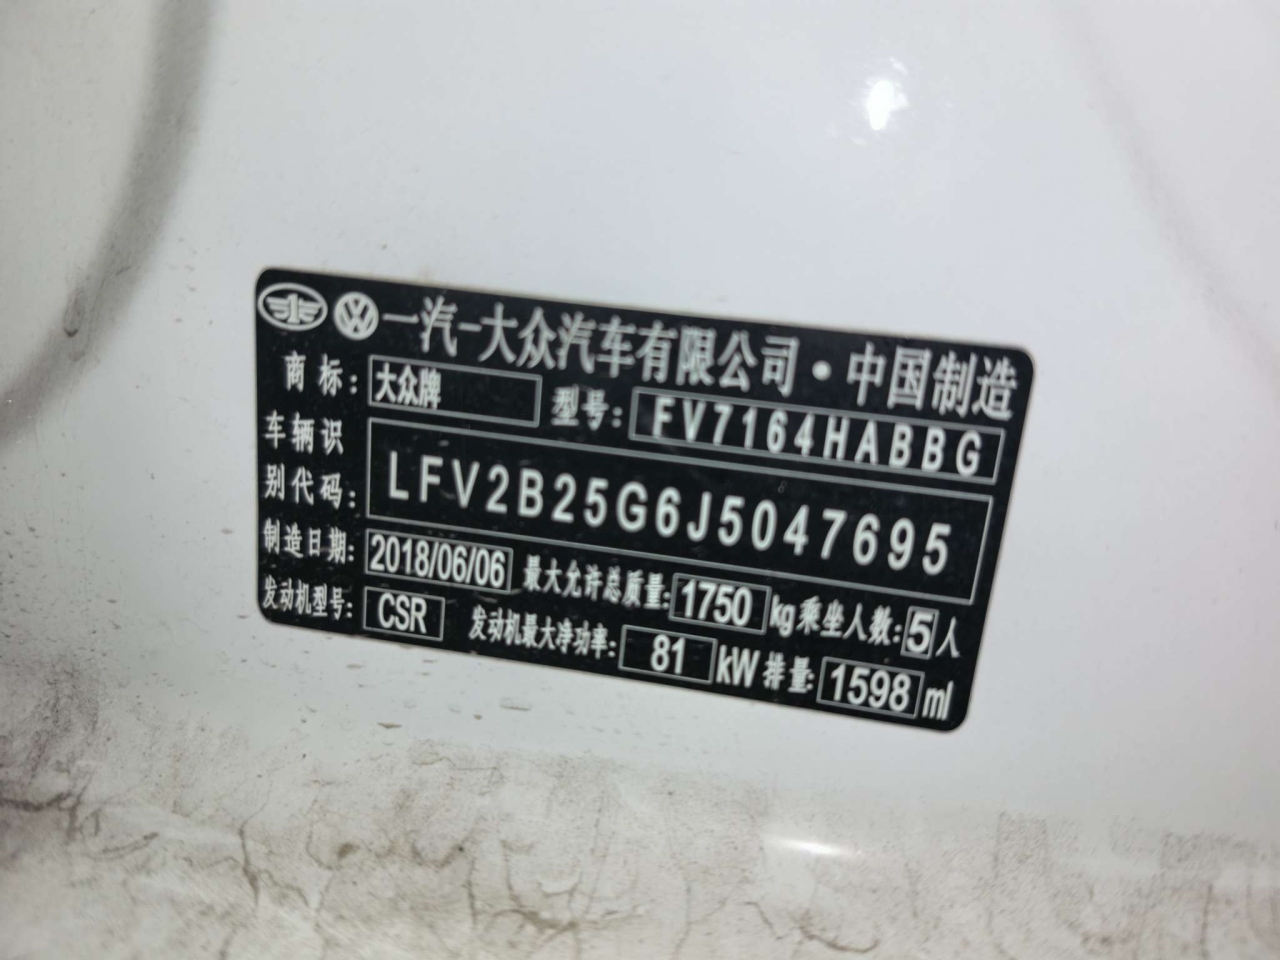 一汽-大众汽车有限公司·中国制造
商标: 大众牌 型号: FV7164HABBG
车辆识别代码: LFV2B25G6J5047695
制造日期: 2018/06/06 最大允许总质量: 1750 kg 乘坐人数: 5 人
发动机型号: CSR 发动机最大净功率: 81 kW 排量: 1598 ml